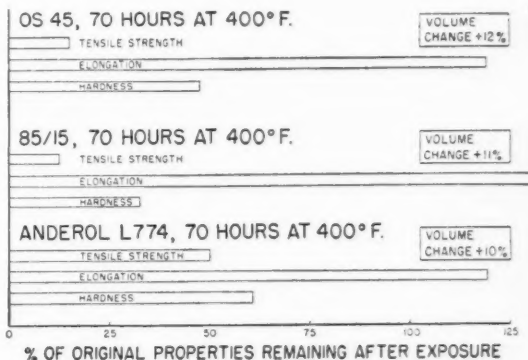 OS 45, 70 HOURS AT 400°F.
VOLUME
CHANGE +12%
TENSILE STRENGTH
ELONGATION
HARDNESS
85/15, 70 HOURS AT 400°F.
VOLUME
CHANGE +11%
TENSILE STRENGTH
ELONGATION
HARDNESS
ANDEROL L774, 70 HOURS AT 400°F.
VOLUME
CHANGE +10%
TENSILE STRENGTH
ELONGATION
HARDNESS
0 25 50 75 100 125
% OF ORIGINAL PROPERTIES REMAINING AFTER EXPOSURE